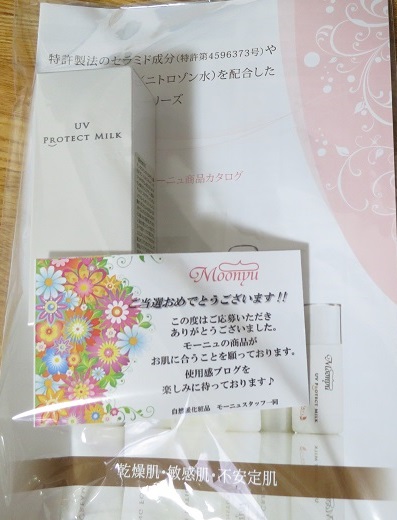 特許製法のセラミド成分(特許第4596373号)や
(ニトロゾン水)を配合した
リーズ
UV
PROTECT MILK
ーニュ商品カタログ
Moonyu
ご当選おめでとうございます!!
この度はご応募いただき
ありがとうございました。
モーニュの商品が
お肌に合うことを願っております。
使用感ブログを
楽しみに待っております♪
自然派化粧品 モーニュスタッフ一同
Moonyu
UV PROTECT MILK
乾燥肌・敏感肌・不安定肌